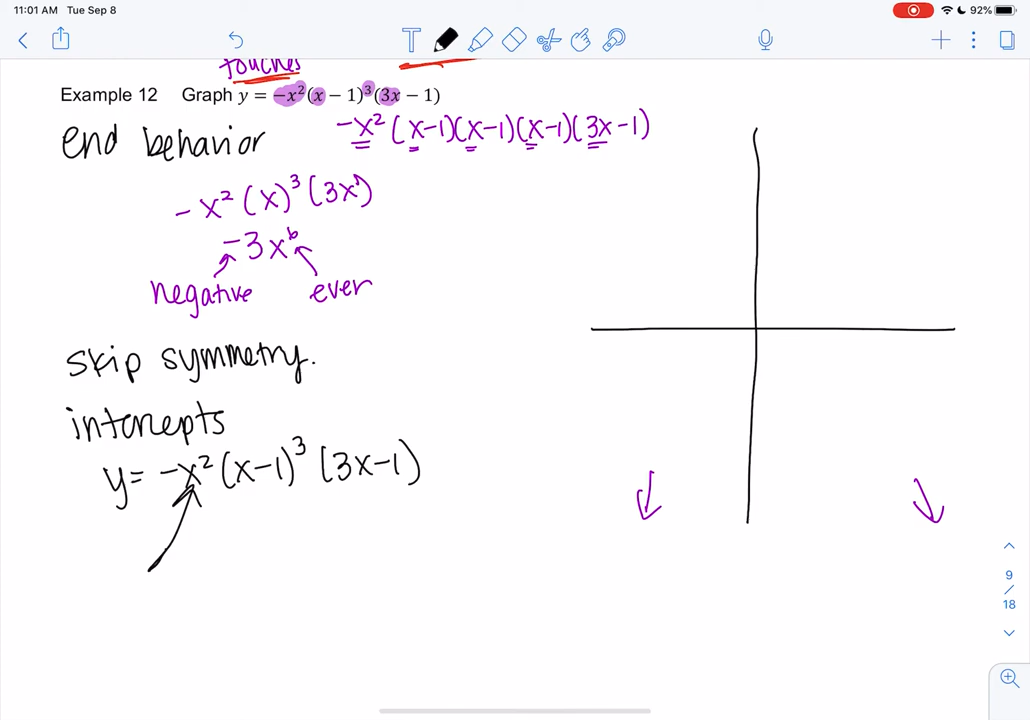 11:01 AM Tue Sep 8
92%
T
touches
Example 12 Graph y = −x²(x − 1)³(3x − 1)
end behavior
-x²(x-1)(x-1)(x-1)(3x-1)
-x²(x)³(3x¹)
-3x⁶
negative ever
skip symmetry.
intercepts
y= -x²(x-1)³(3x-1)
9
/
18